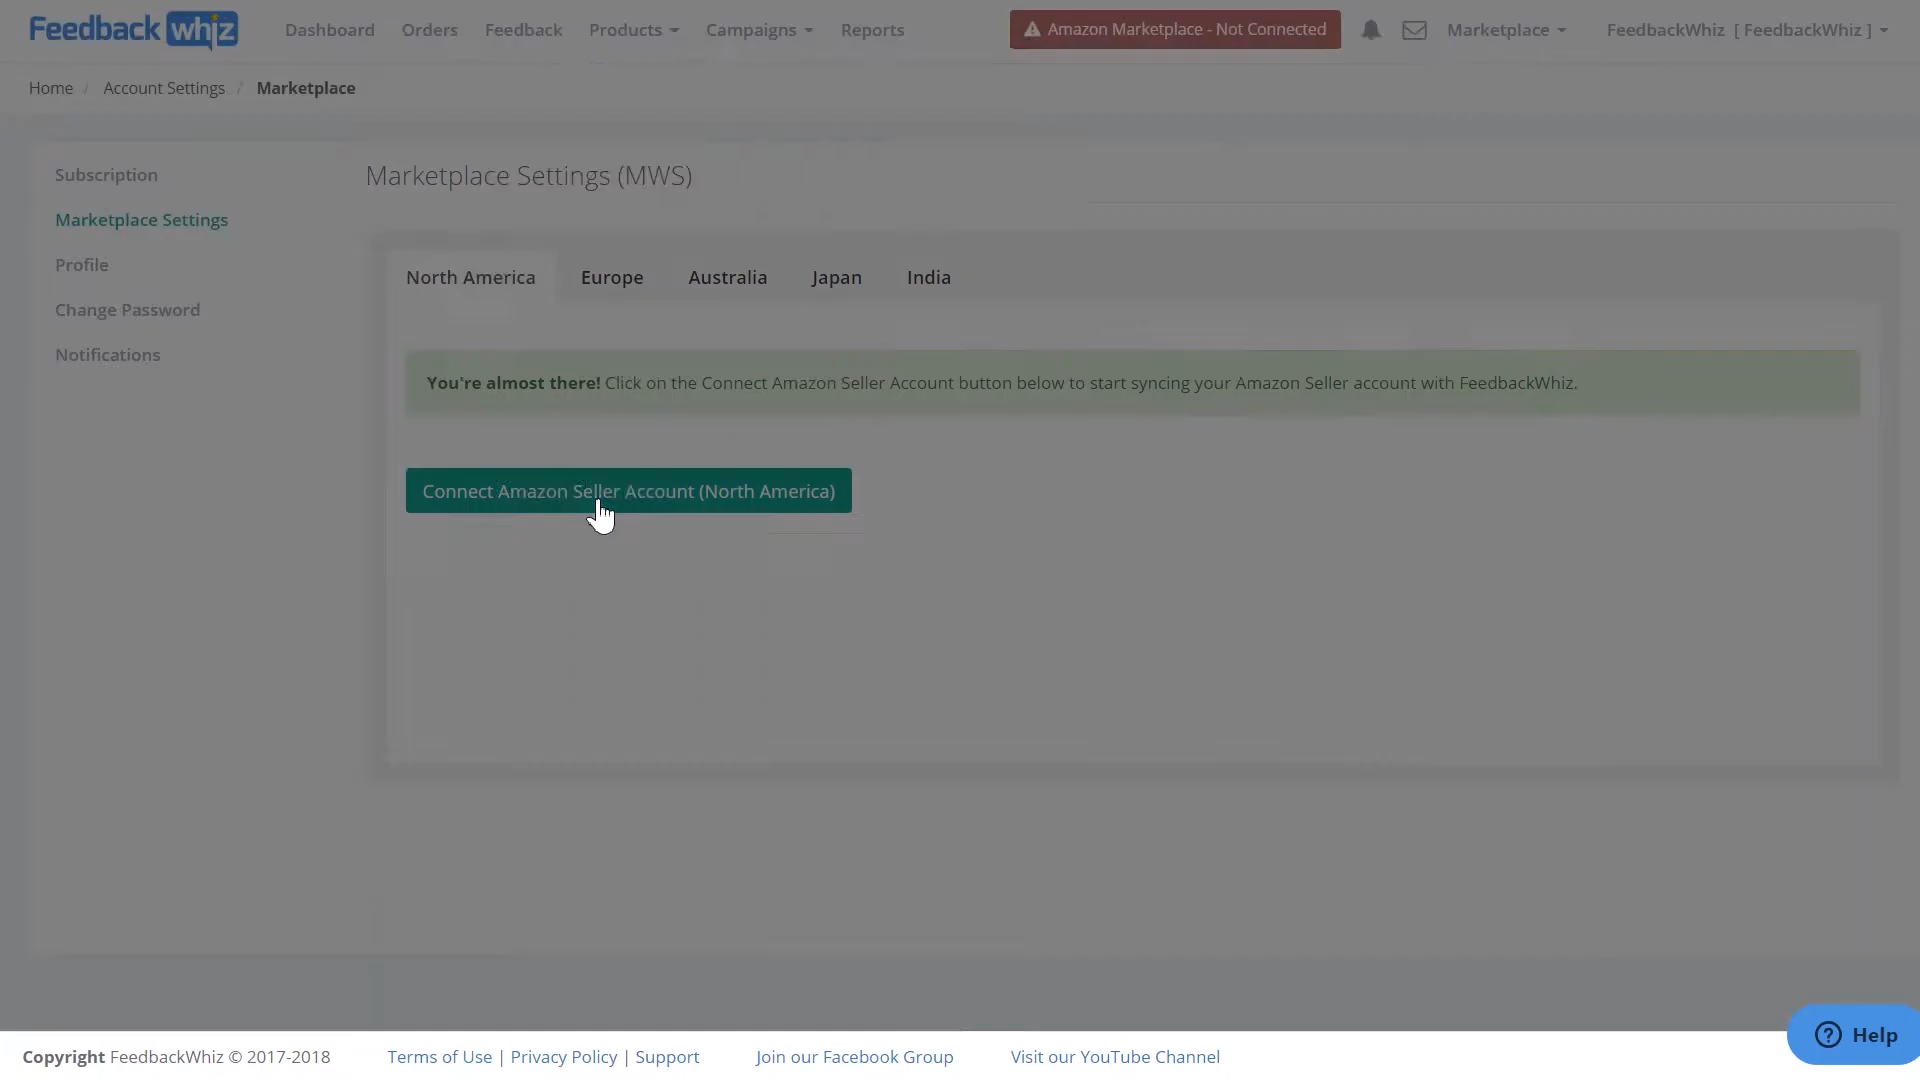 Feedback whiz Dashboard Orders Feedback Products Campaigns Reports Amazon Marketplace - Not Connected Marketplace FeedbackWhiz [ FeedbackWhiz ]
Home / Account Settings / Marketplace
Subscription
Marketplace Settings
Profile
Change Password
Notifications
Marketplace Settings (MWS)
North America Europe Australia Japan India
You're almost there! Click on the Connect Amazon Seller Account button below to start syncing your Amazon Seller account with FeedbackWhiz.
Connect Amazon Seller Account (North America)
Help
Copyright FeedbackWhiz © 2017-2018 Terms of Use | Privacy Policy | Support Join our Facebook Group Visit our YouTube Channel